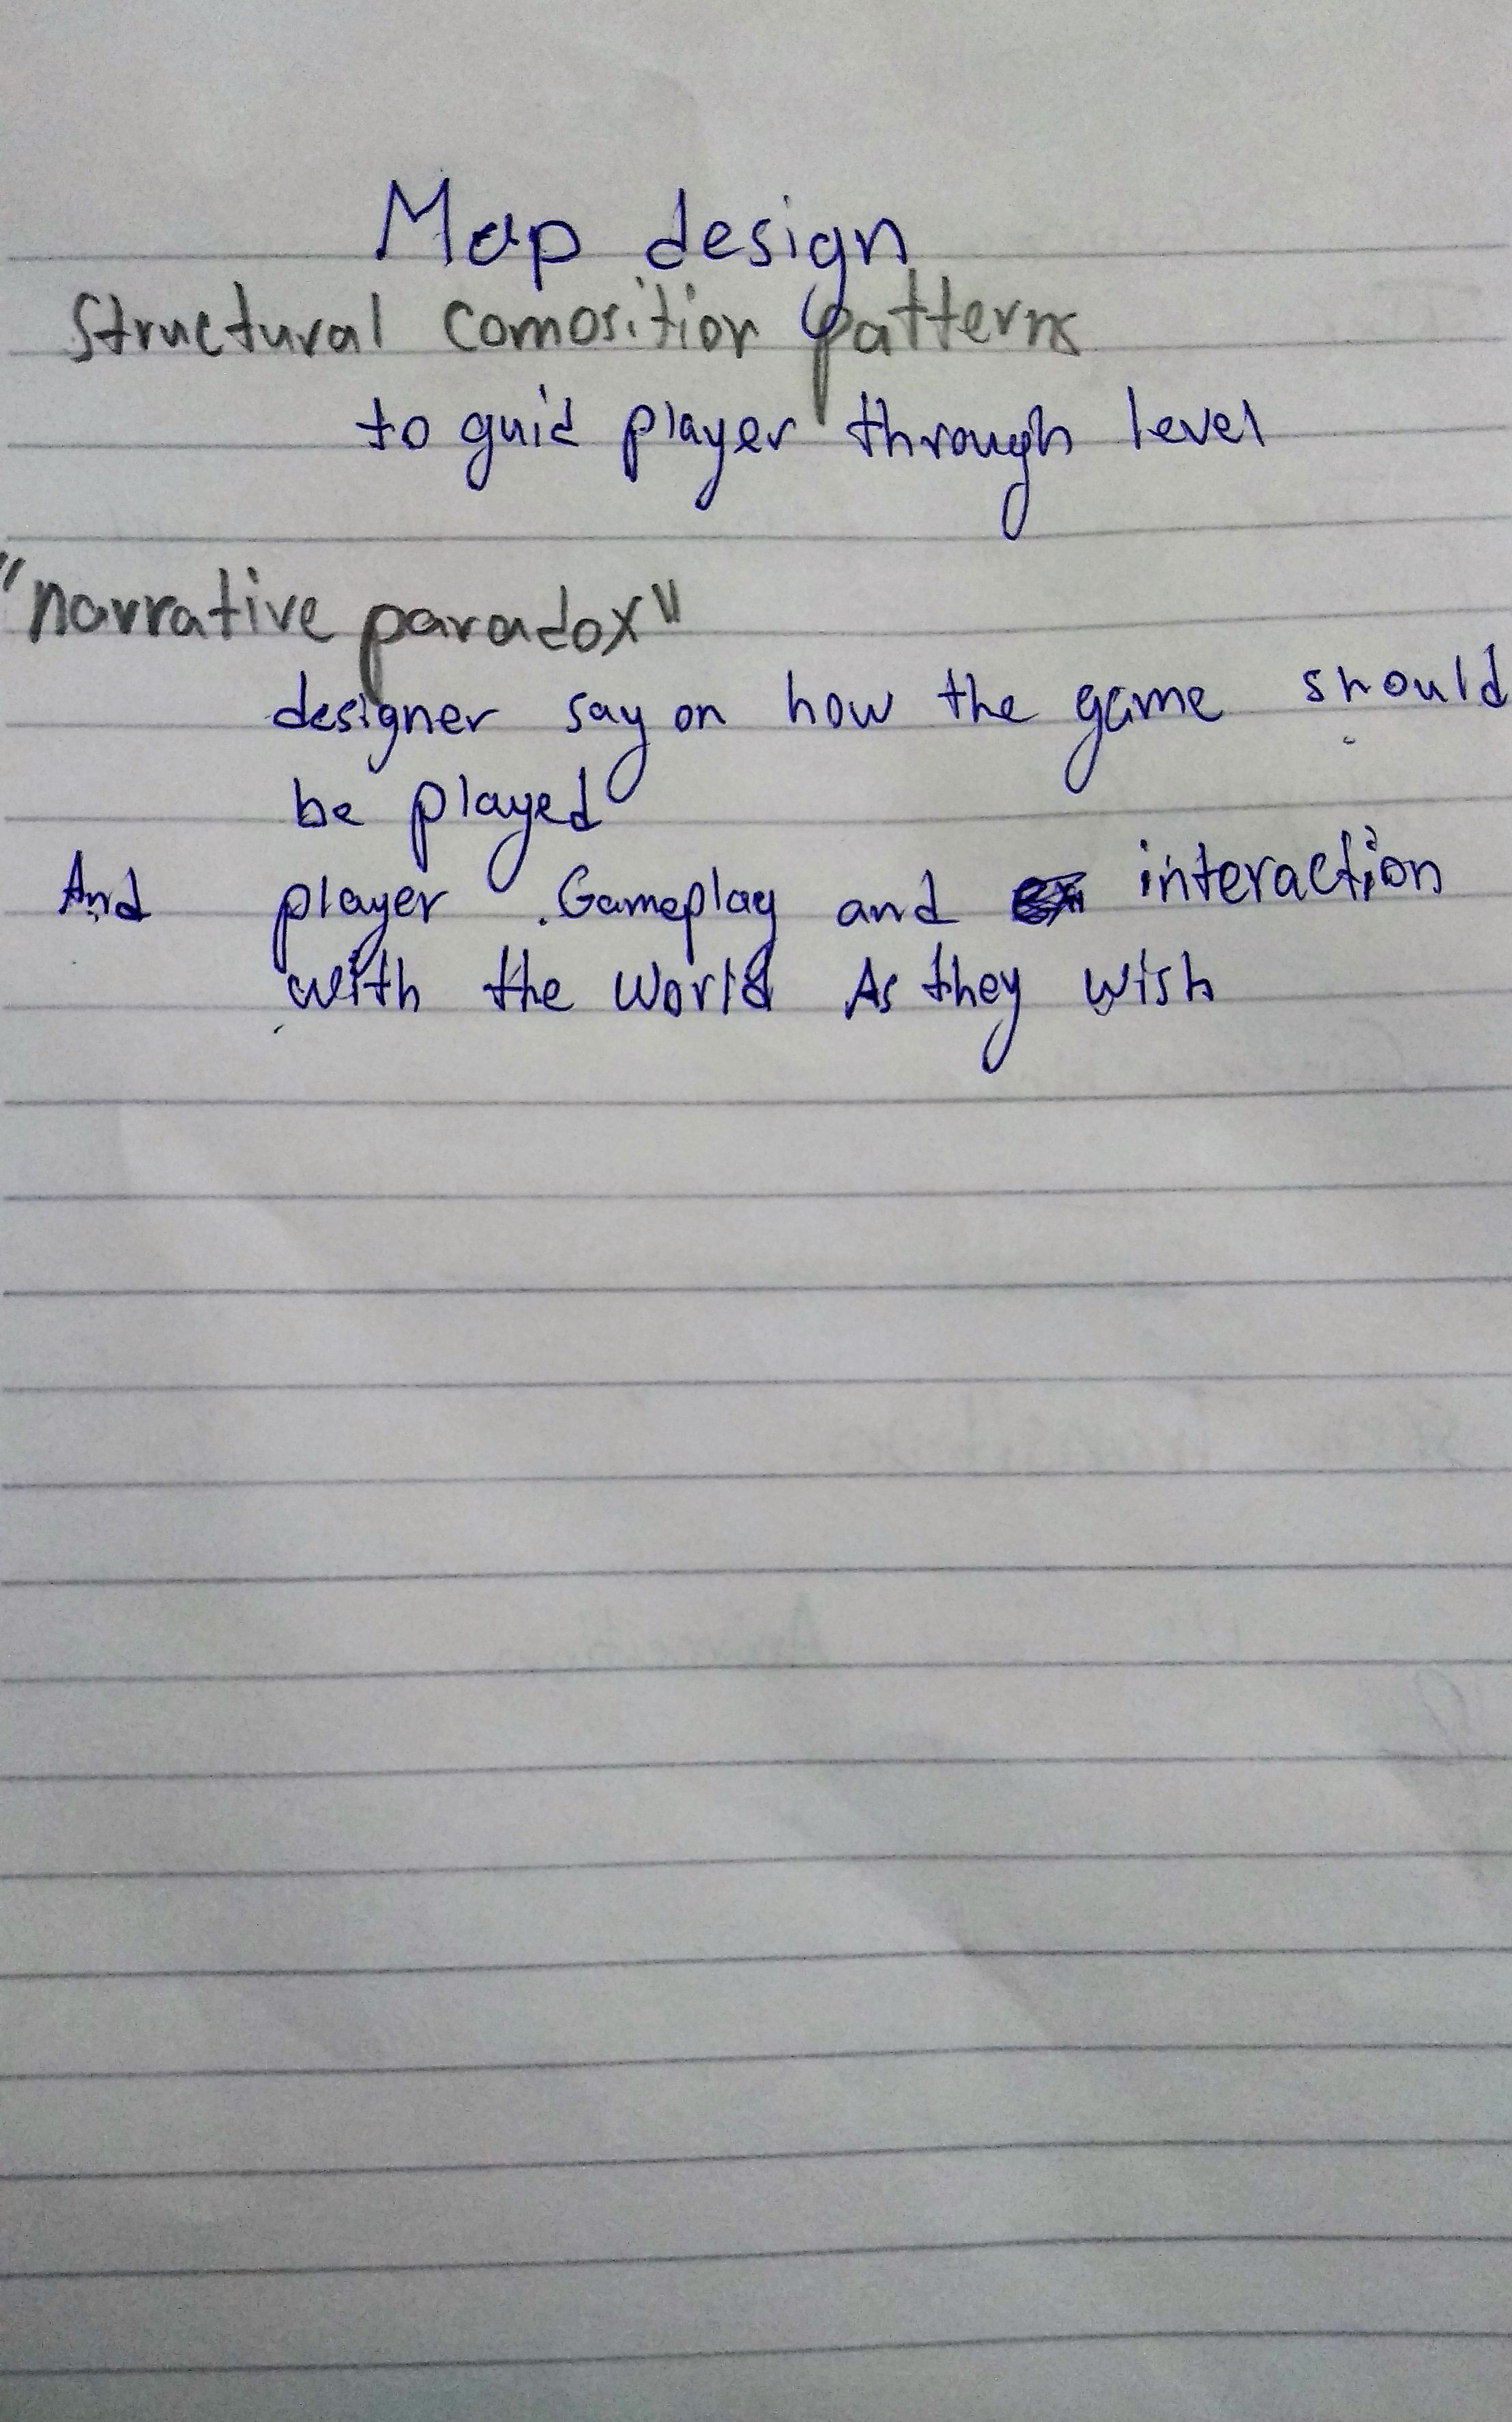 Map design
Structural comosition patterns
to guid player through level
"narrative paradox"
designer say on how the game should
be played
And player . Gameplay and interaction
with the world As they wish